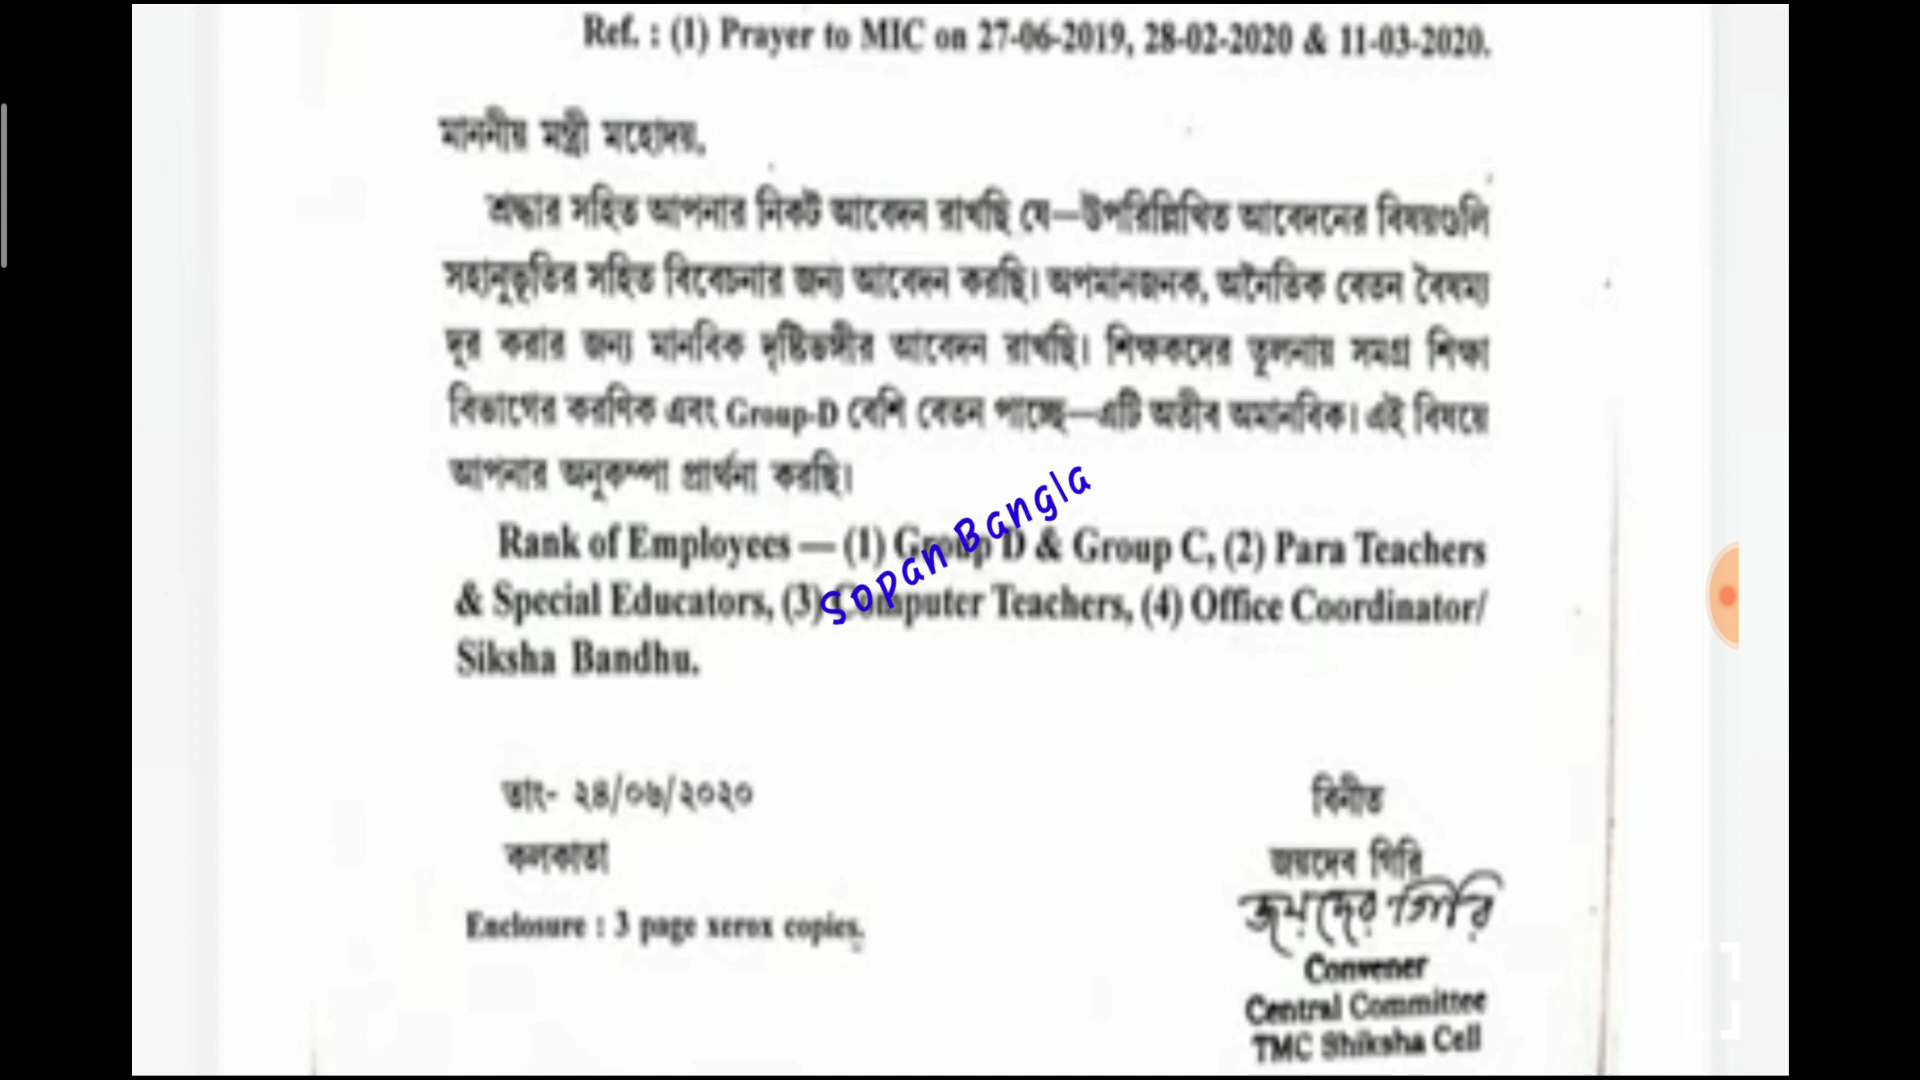 Ref. : (1) Prayer to MIC on 27-06-2019, 28-02-2020 & 11-03-2020.
মাননীয় মন্ত্রী মহোদয়,
শ্রদ্ধার সহিত আপনার নিকট আবেদন রাখছি যে—উপরিল্লিখিত আবেদনের বিষয়গুলি
সহানুভূতির সহিত বিবেচনার জন্য আবেদন করছি। অপমানজনক, অনৈতিক বেতন বৈষম্য
দূর করার জন্য মানবিক দৃষ্টিভঙ্গীর আবেদন রাখছি। শিক্ষকদের তুলনায় সমগ্র শিক্ষা
বিভাগের করণিক এবং Group-D বেশি বেতন পাচ্ছে—এটি অতীব অমানবিক। এই বিষয়ে
আপনার অনুকম্পা প্রার্থনা করছি।
Rank of Employees — (1) Group D & Group C, (2) Para Teachers
& Special Educators, (3) Computer Teachers, (4) Office Coordinator/
Siksha Bandhu.
Sopan Bangla
তাং- ২৪/০৬/২০২০
কলকাতা
Enclosure : 3 page xerox copies.
বিনীত
জয়দেব গিরি
জয়দেব গিরি
Convener
Central Committee
TMC Shiksha Cell